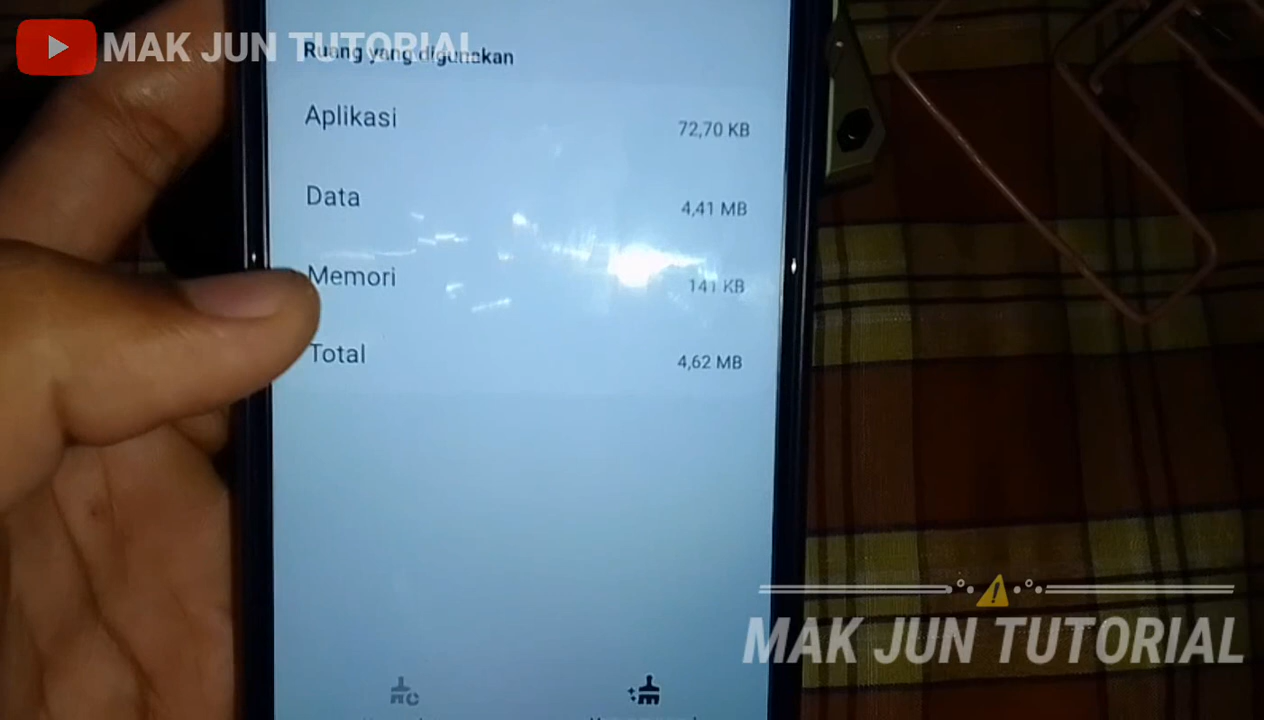 MAK JUN TUTORIAL
Ruang yang digunakan
Aplikasi 72,70 KB
Data 4,41 MB
Memori 141 KB
Total 4,62 MB
MAK JUN TUTORIAL